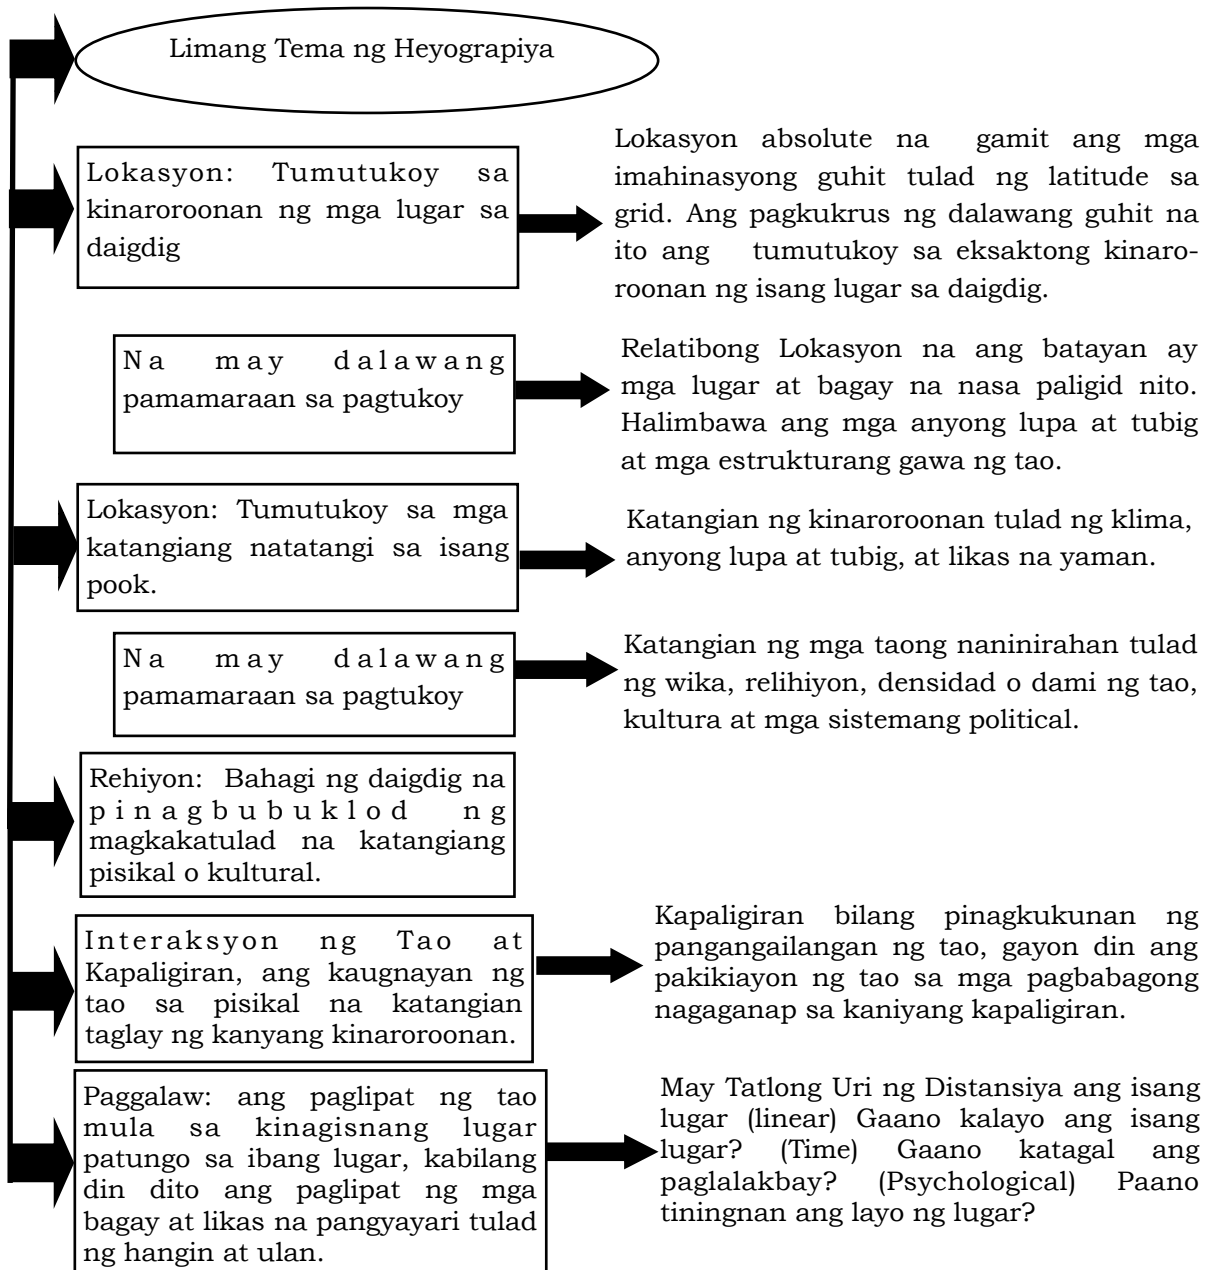 Limang Tema ng Heyograpiya
Lokasyon: Tumutukoy sa
kinaroroonan ng mga lugar sa
daigdig
Lokasyon absolute na gamit ang mga
imahinasyong guhit tulad ng latitude sa
grid. Ang pagkukrus ng dalawang guhit na
ito ang tumutukoy sa eksaktong kinaro-
roonan ng isang lugar sa daigdig.
Na may dalawang
pamamaraan sa pagtukoy
Relatibong Lokasyon na ang batayan ay
mga lugar at bagay na nasa paligid nito.
Halimbawa ang mga anyong lupa at tubig
at mga estrukturang gawa ng tao.
Lokasyon: Tumutukoy sa mga
katangiang natatangi sa isang
pook.
Katangian ng kinaroroonan tulad ng klima,
anyong lupa at tubig, at likas na yaman.
Na may dalawang
pamamaraan sa pagtukoy
Katangian ng mga taong naninirahan tulad
ng wika, relihiyon, densidad o dami ng tao,
kultura at mga sistemang political.
Rehiyon: Bahagi ng daigdig na
pinagbubuklod ng
magkakatulad na katangiang
pisikal o kultural.
Interaksyon ng Tao at
Kapaligiran, ang kaugnayan ng
tao sa pisikal na katangian
taglay ng kanyang kinaroroonan.
Kapaligiran bilang pinagkukunan ng
pangangailangan ng tao, gayon din ang
pakikiayon ng tao sa mga pagbabagong
nagaganap sa kaniyang kapaligiran.
Paggalaw: ang paglipat ng tao
mula sa kinagisnang lugar
patungo sa ibang lugar, kabilang
din dito ang paglipat ng mga
bagay at likas na pangyayari tulad
ng hangin at ulan.
May Tatlong Uri ng Distansiya ang isang
lugar (linear) Gaano kalayo ang isang
lugar? (Time) Gaano katagal ang
paglalakbay? (Psychological) Paano
tiningnan ang layo ng lugar?